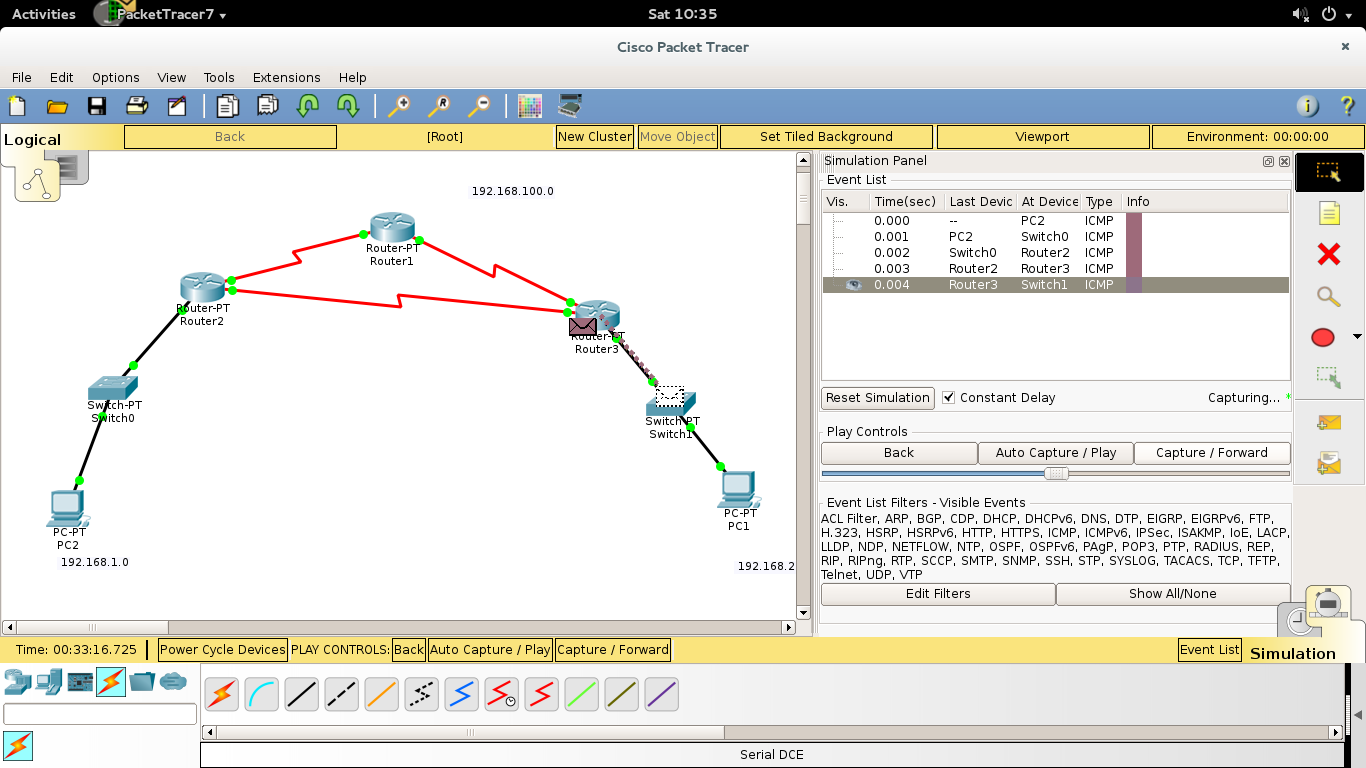 Activities PacketTracer7 Sat 10:35
Cisco Packet Tracer
File Edit Options View Tools Extensions Help
Logical Back [Root] New Cluster Move Object Set Tiled Background Viewport Environment: 00:00:00
192.168.100.0
Router-PT
Router1
Router-PT
Router2
Router-PT
Router3
Switch-PT
Switch0
Switch-PT
Switch1
PC-PT
PC2
192.168.1.0
PC-PT
PC1
192.168.2
Simulation Panel
Event List
Vis. Time(sec) Last Devic At Device Type Info
0.000 -- PC2 ICMP
0.001 PC2 Switch0 ICMP
0.002 Switch0 Router2 ICMP
0.003 Router2 Router3 ICMP
0.004 Router3 Switch1 ICMP
Reset Simulation Constant Delay Capturing... *
Play Controls
Back Auto Capture / Play Capture / Forward
Event List Filters - Visible Events
ACL Filter, ARP, BGP, CDP, DHCP, DHCPv6, DNS, DTP, EIGRP, EIGRPv6, FTP,
H.323, HSRP, HSRPv6, HTTP, HTTPS, ICMP, ICMPv6, IPSec, ISAKMP, IoE, LACP,
LLDP, NDP, NETFLOW, NTP, OSPF, OSPFv6, PAgP, POP3, PTP, RADIUS, REP,
RIP, RIPng, RTP, SCCP, SMTP, SNMP, SSH, STP, SYSLOG, TACACS, TCP, TFTP,
Telnet, UDP, VTP
Edit Filters Show All/None
Time: 00:33:16.725 Power Cycle Devices PLAY CONTROLS: Back Auto Capture / Play Capture / Forward Event List Simulation
Serial DCE